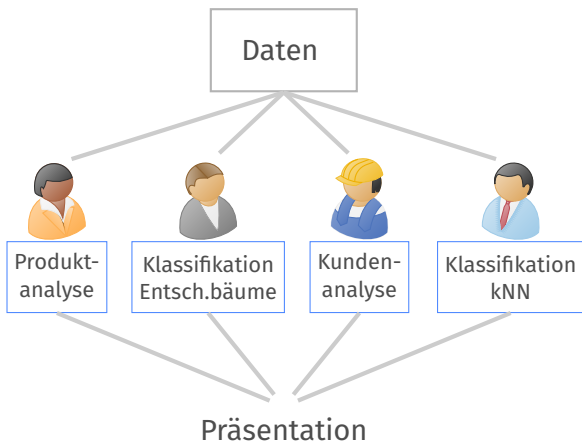 Daten
Produkt-
analyse
Klassifikation
Entsch.bäume
Kunden-
analyse
Klassifikation
kNN
Präsentation